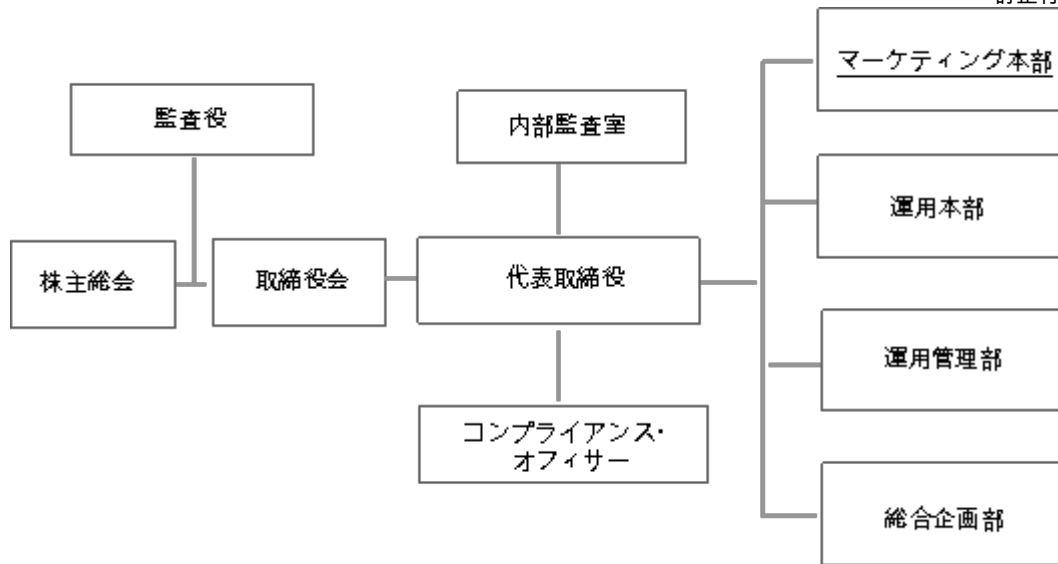 マーケティング本部
監査役
内部監査室
運用本部
株主総会
取締役会
代表取締役
運用管理部
コンプライアンス・
オフィサー
総合企画部